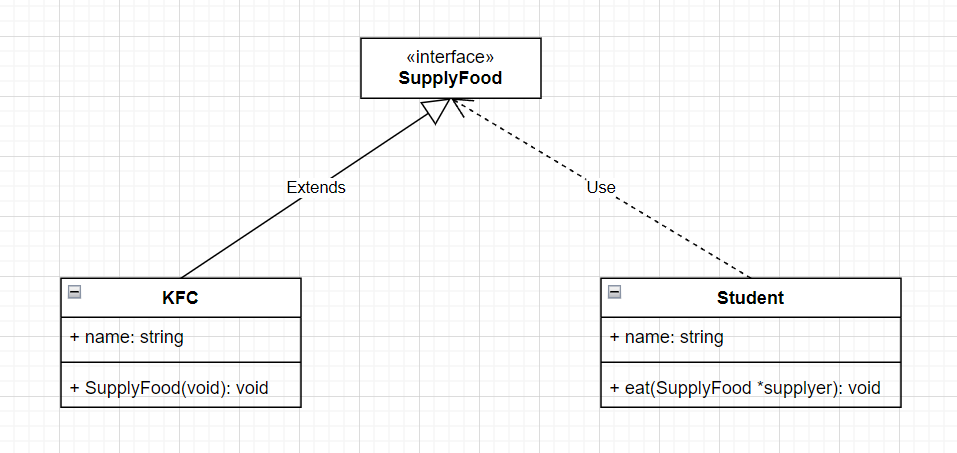 «interface»
SupplyFood
Extends
Use
KFC
+ name: string
+ SupplyFood(void): void
Student
+ name: string
+ eat(SupplyFood *supplyer): void